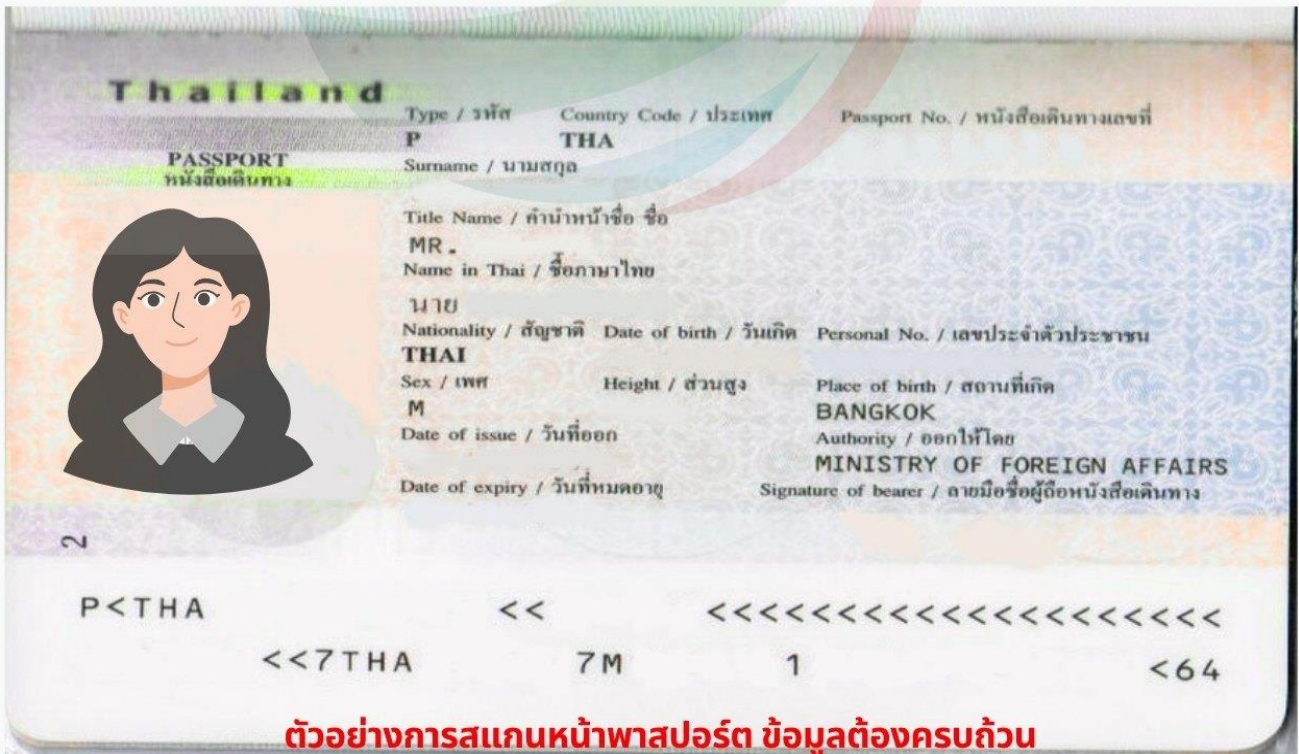 Thailand
PASSPORT
หนังสือเดินทาง
Type / รหัส Country Code / ประเทศ Passport No. / หนังสือเดินทางเลขที่
P THA
Surname / นามสกุล
Title Name / คำนำหน้าชื่อ ชื่อ
MR.
Name in Thai / ชื่อภาษาไทย
นาย
Nationality / สัญชาติ Date of birth / วันเกิด Personal No. / เลขประจำตัวประชาชน
THAI
Sex / เพศ Height / ส่วนสูง Place of birth / สถานที่เกิด
M BANGKOK
Date of issue / วันที่ออก Authority / ออกให้โดย
MINISTRY OF FOREIGN AFFAIRS
Date of expiry / วันที่หมดอายุ Signature of bearer / ลายมือชื่อผู้ถือหนังสือเดินทาง
2
P<THA << <<<<<<<<<<<<<<<<<<<<
<<7THA 7M 1 <64
ตัวอย่างการสแกนหน้าพาสปอร์ต ข้อมูลต้องครบถ้วน